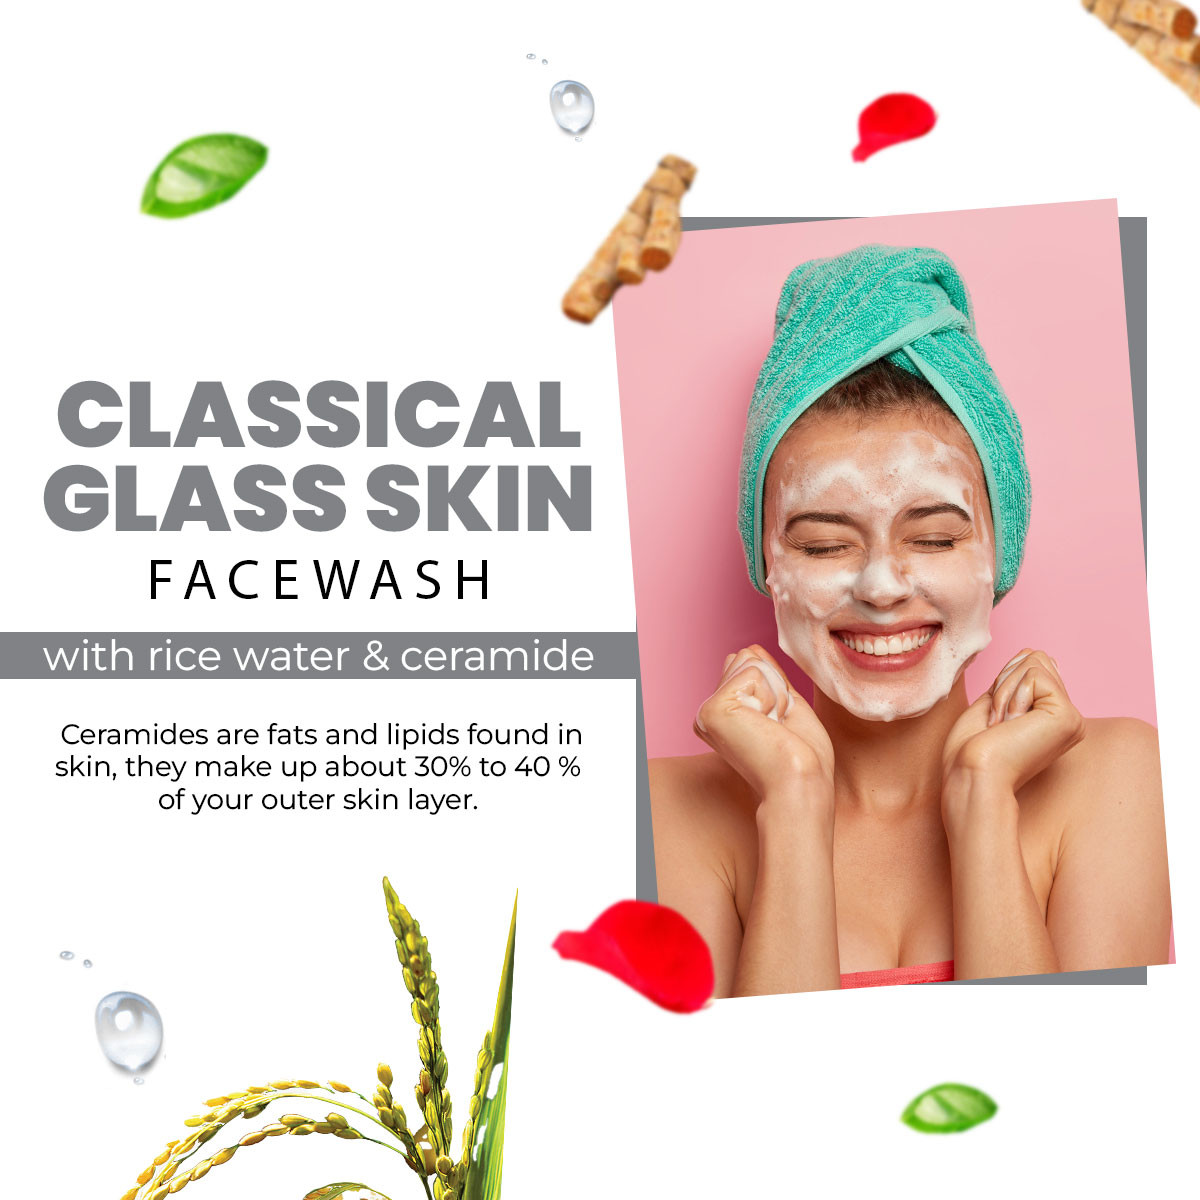 CLASSICAL
GLASS SKIN
FACEWASH
with rice water & ceramide
Ceramides are fats and lipids found in
skin, they make up about 30% to 40 %
of your outer skin layer.